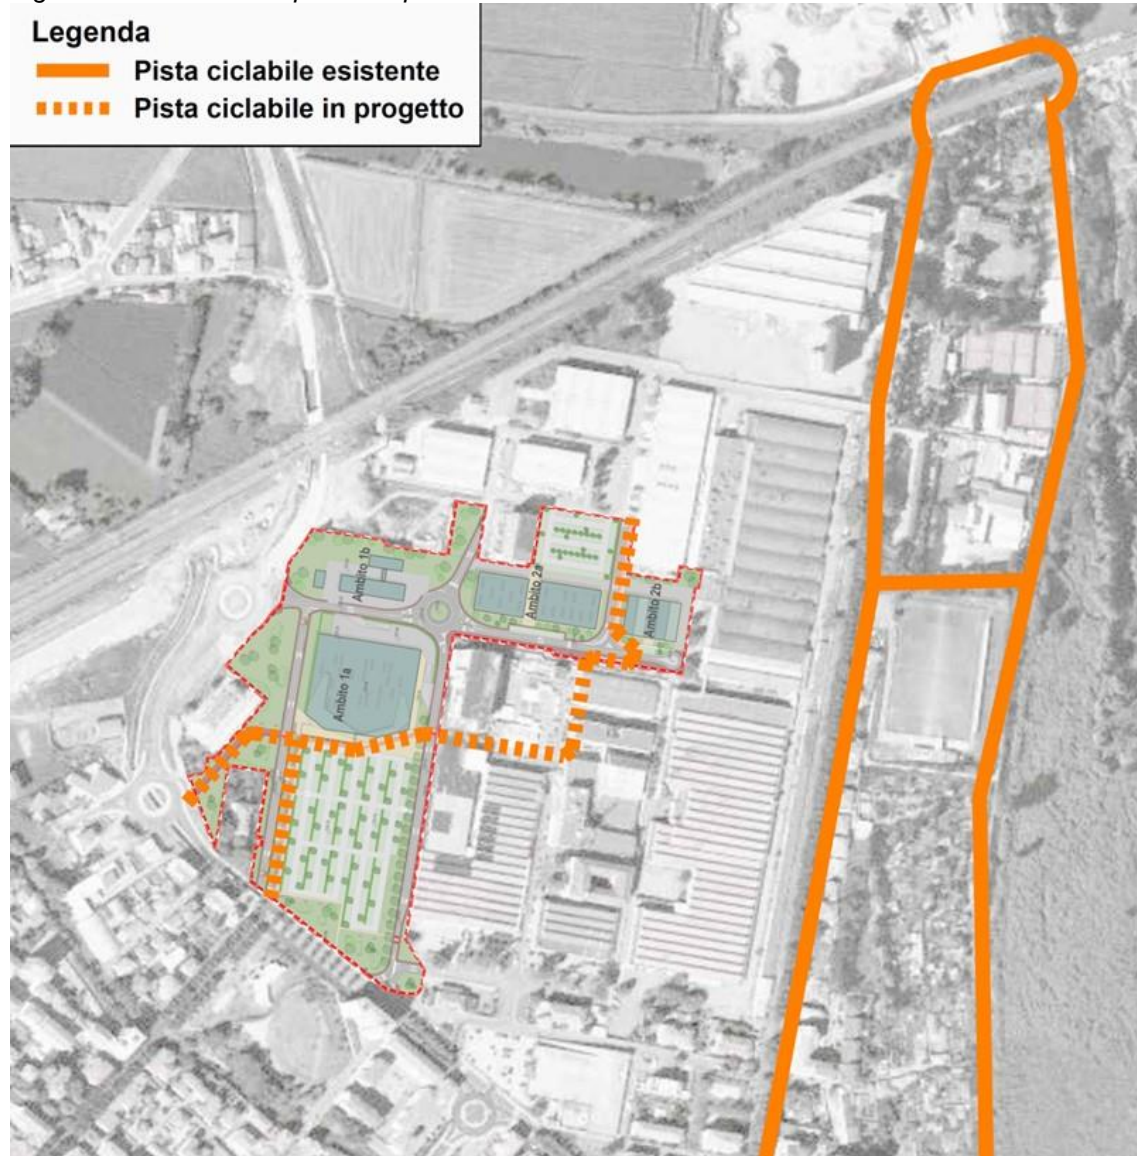 Legenda
Pista ciclabile esistente
Pista ciclabile in progetto
Ambito 1b
Ambito 2a
Ambito 2b
Ambito 1a